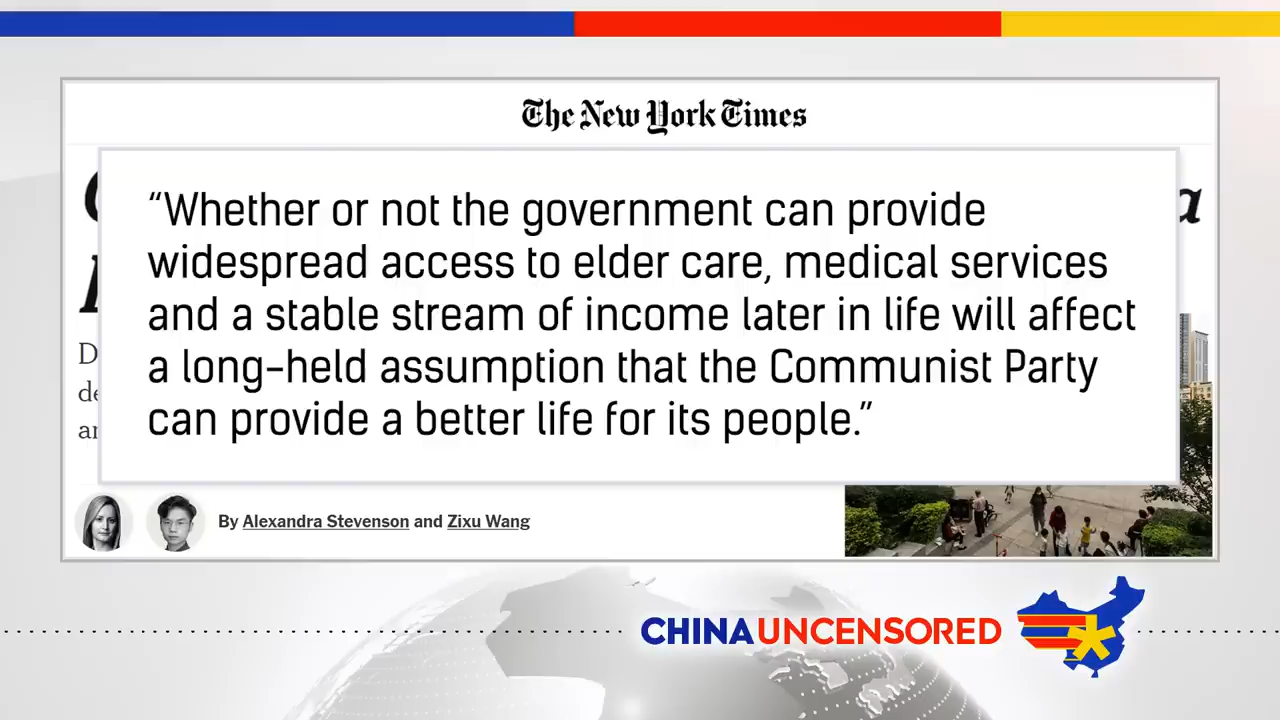 The New York Times
“Whether or not the government can provide
widespread access to elder care, medical services
and a stable stream of income later in life will affect
a long-held assumption that the Communist Party
can provide a better life for its people.”
By Alexandra Stevenson and Zixu Wang
CHINA UNCENSORED